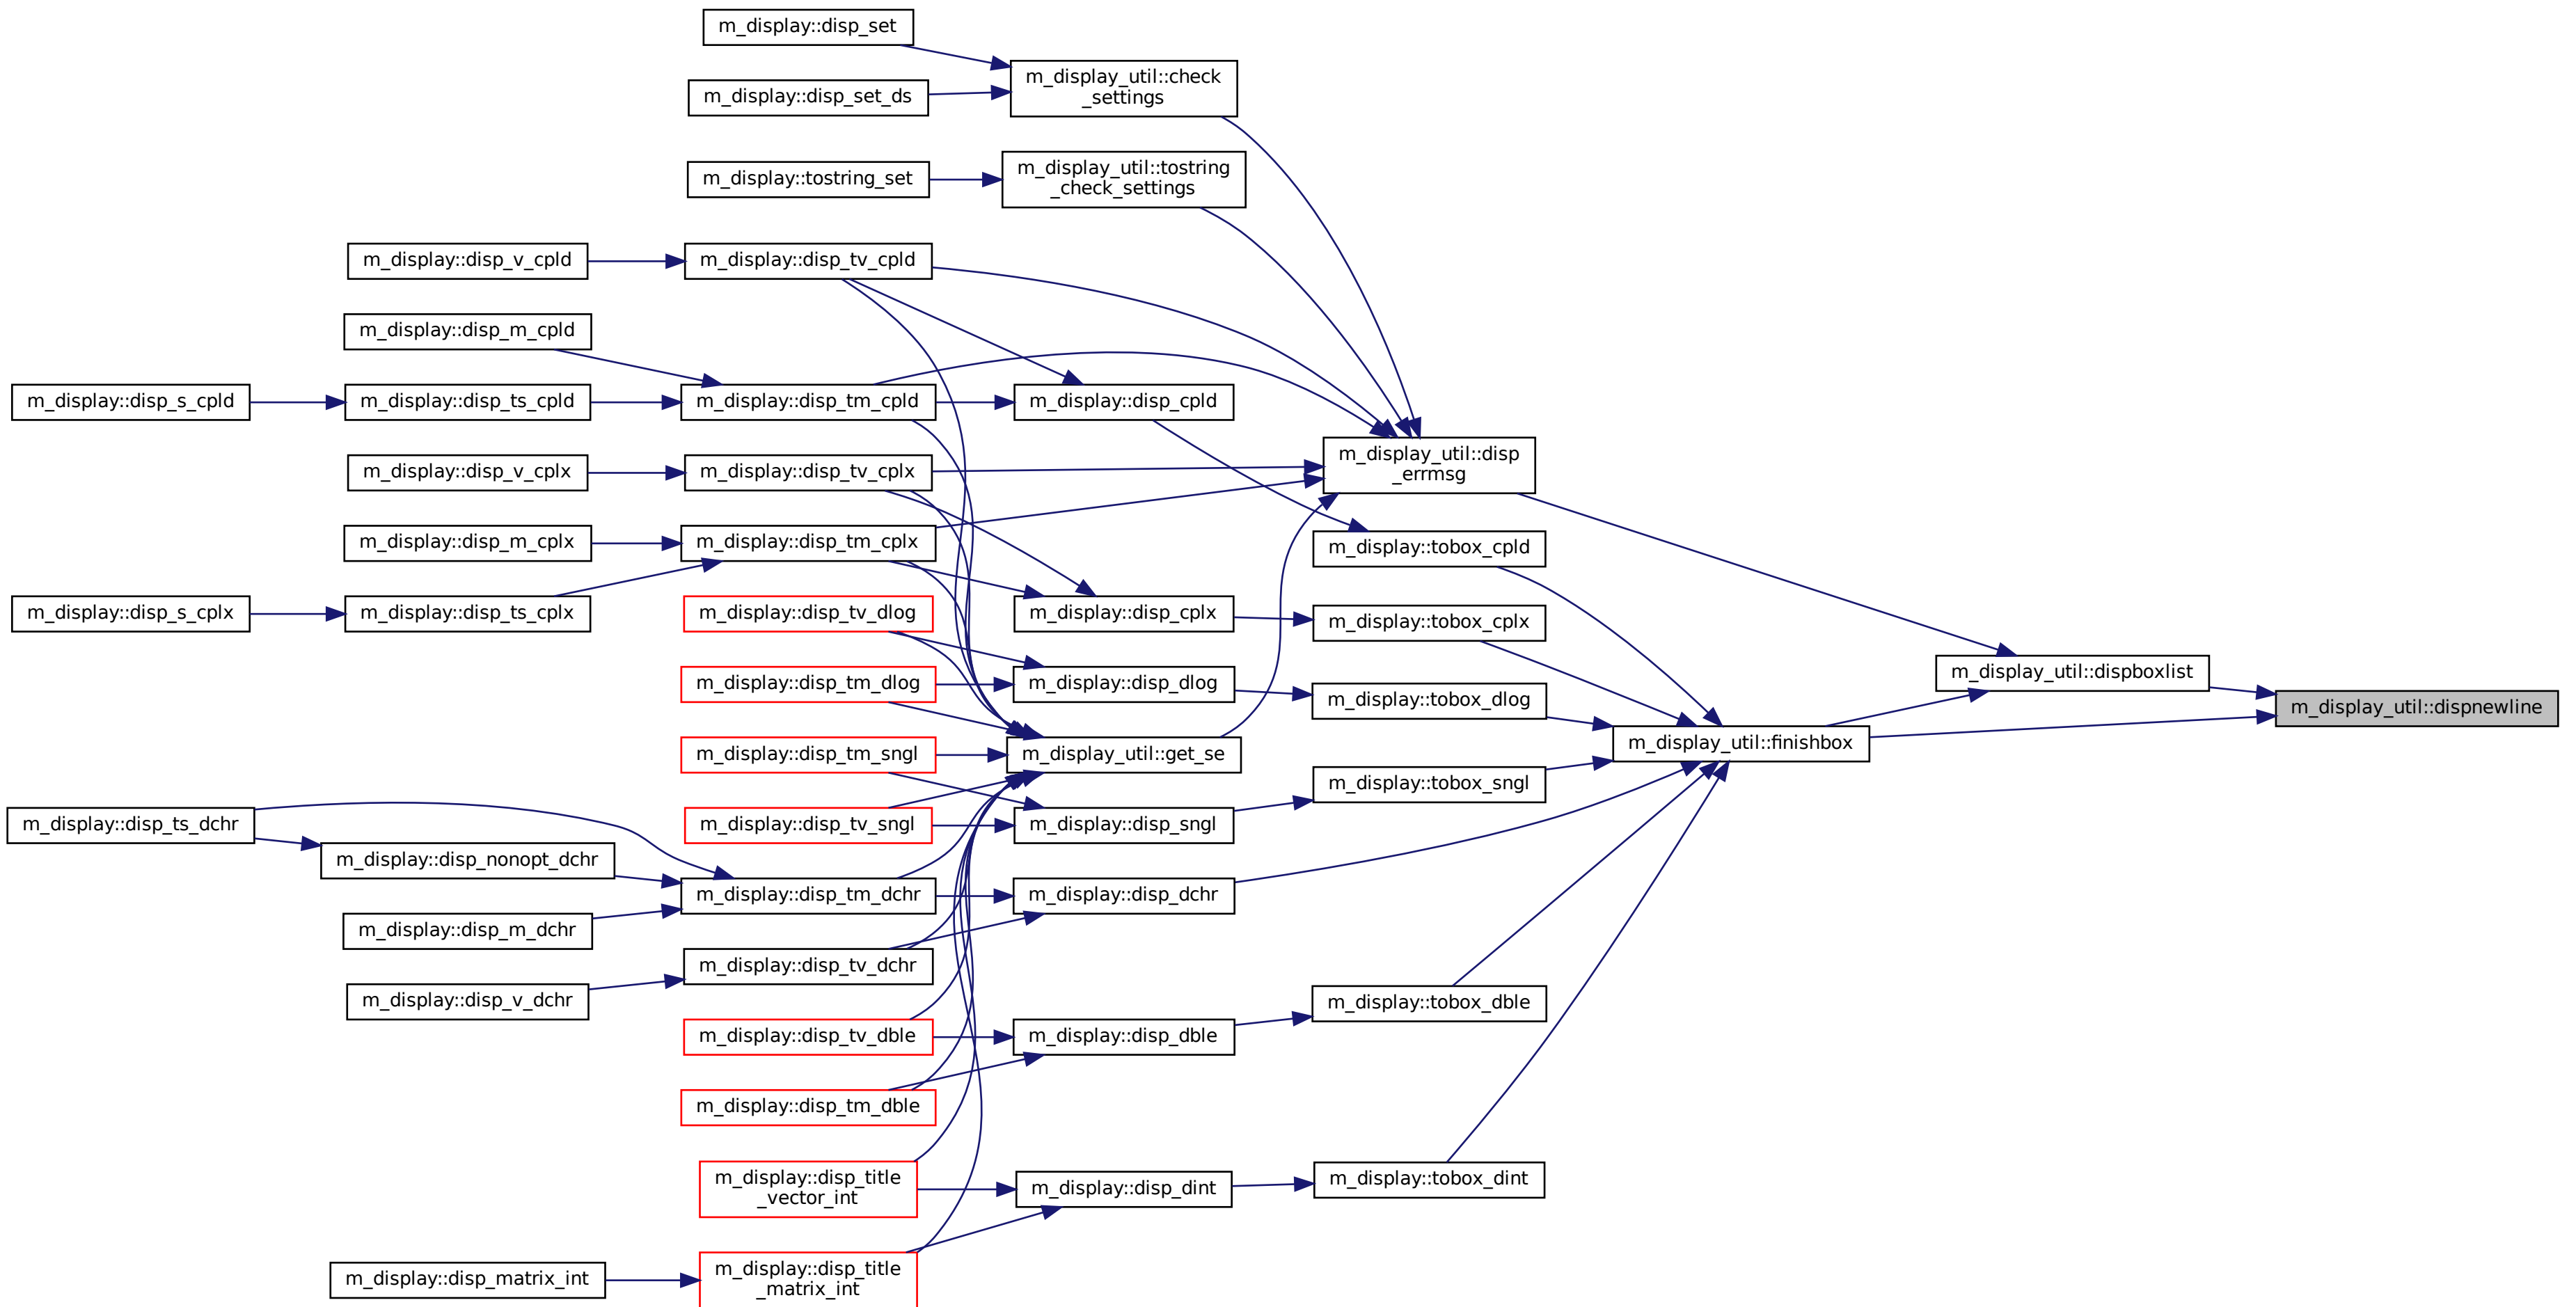 m_display::disp_set
m_display_util::check
_settings
m_display::disp_set_ds
m_display_util::tostring
_check_settings
m_display::tostring_set
m_display::disp_v_cpld
m_display::disp_tv_cpld
m_display::disp_m_cpld
m_display::disp_s_cpld
m_display::disp_ts_cpld
m_display::disp_tm_cpld
m_display::disp_cpld
m_display_util::disp
_errmsg
m_display::disp_v_cplx
m_display::disp_tv_cplx
m_display::disp_m_cplx
m_display::disp_tm_cplx
m_display::tobox_cpld
m_display::disp_s_cplx
m_display::disp_ts_cplx
m_display::disp_tv_dlog
m_display::disp_cplx
m_display::tobox_cplx
m_display::disp_tm_dlog
m_display::disp_dlog
m_display::tobox_dlog
m_display_util::dispboxlist
m_display_util::dispnewline
m_display::disp_tm_sngl
m_display_util::get_se
m_display_util::finishbox
m_display::tobox_sngl
m_display::disp_ts_dchr
m_display::disp_tv_sngl
m_display::disp_sngl
m_display::disp_nonopt_dchr
m_display::disp_tm_dchr
m_display::disp_dchr
m_display::disp_m_dchr
m_display::disp_tv_dchr
m_display::disp_v_dchr
m_display::tobox_dble
m_display::disp_tv_dble
m_display::disp_dble
m_display::disp_tm_dble
m_display::disp_title
_vector_int
m_display::disp_dint
m_display::tobox_dint
m_display::disp_matrix_int
m_display::disp_title
_matrix_int